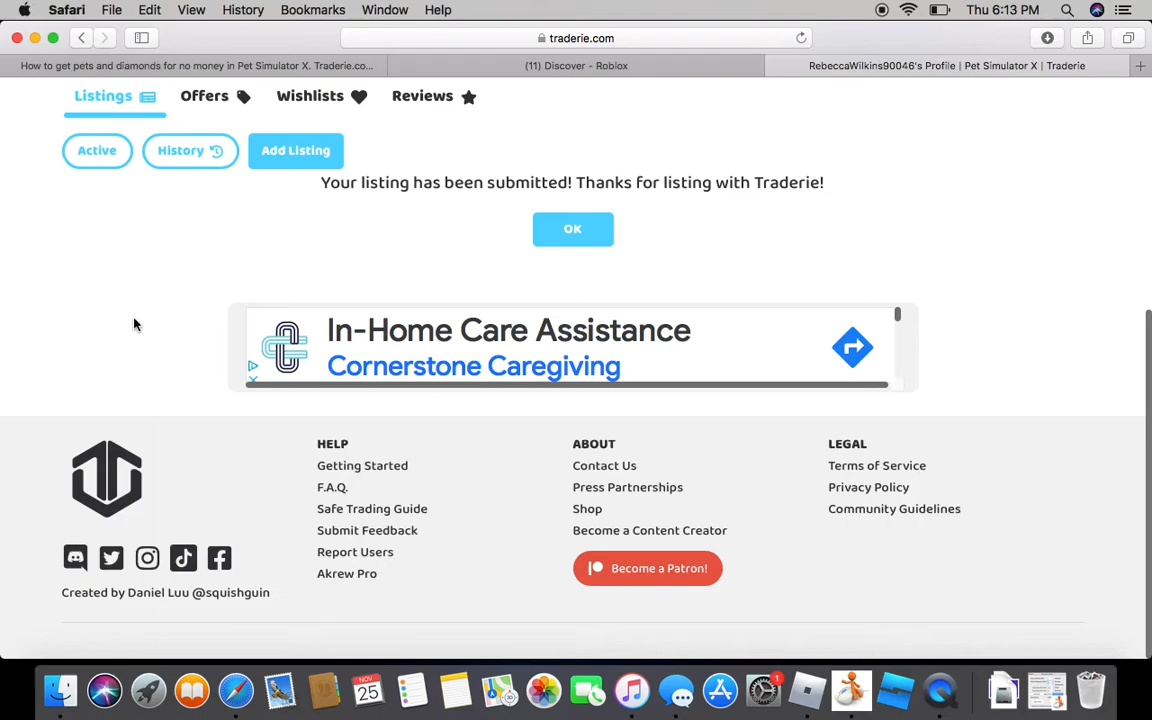 Safari File Edit View History Bookmarks Window Help Thu 6:13 PM
traderie.com
How to get pets and diamonds for no money in Pet Simulator X. Traderie.co...
(11) Discover - Roblox
RebeccaWilkins90046's Profile | Pet Simulator X | Traderie
Listings Offers Wishlists Reviews
Active History Add Listing
Your listing has been submitted! Thanks for listing with Traderie!
OK
In-Home Care Assistance
Cornerstone Caregiving
HELP
Getting Started
F.A.Q.
Safe Trading Guide
Submit Feedback
Report Users
Akrew Pro
ABOUT
Contact Us
Press Partnerships
Shop
Become a Content Creator
Become a Patron!
LEGAL
Terms of Service
Privacy Policy
Community Guidelines
Created by Daniel Luu @squishguin
NOV
25
1